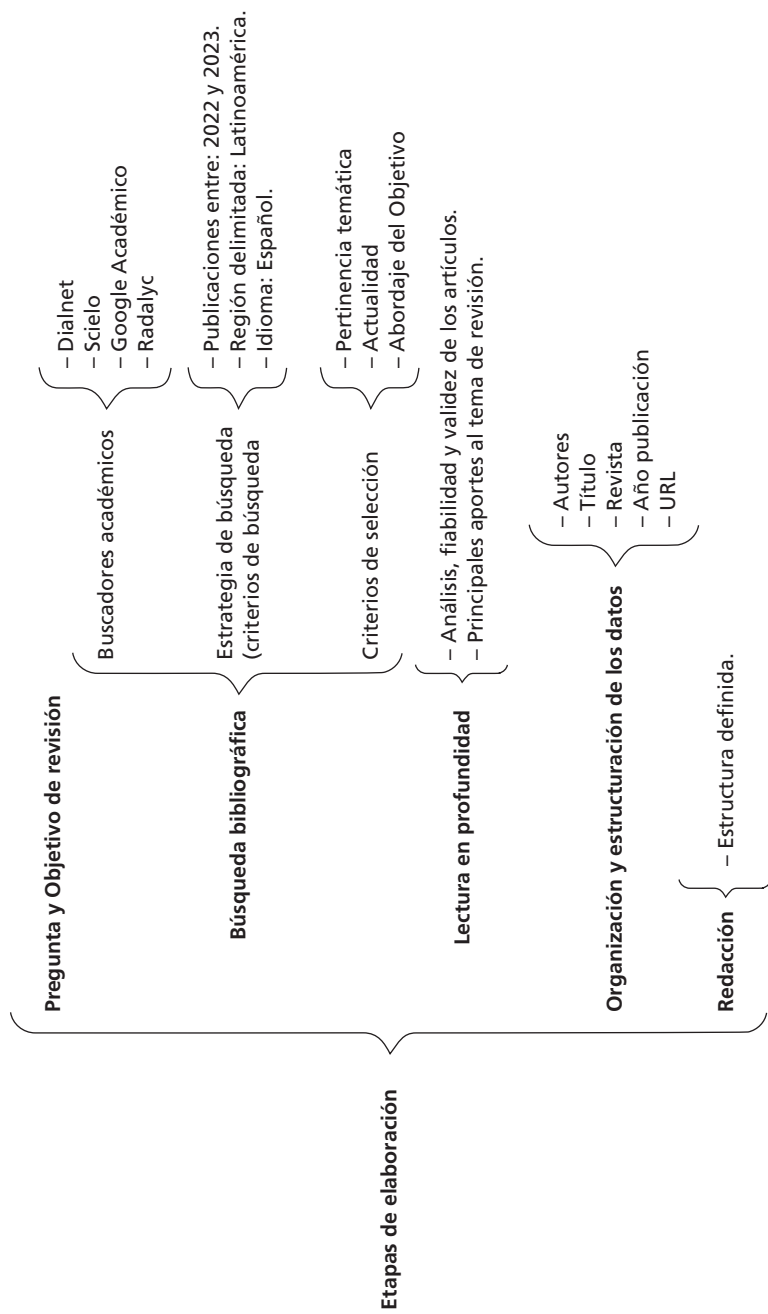 Etapas de elaboración
Pregunta y Objetivo de revisión
Búsqueda bibliográfica
Buscadores académicos
– Dialnet
– Scielo
– Google Académico
– Radalyc
Estrategia de búsqueda
(criterios de búsqueda
– Publicaciones entre: 2022 y 2023.
– Región delimitada: Latinoamérica.
– Idioma: Español.
Criterios de selección
– Pertinencia temática
– Actualidad
– Abordaje del Objetivo
Lectura en profundidad
– Análisis, fiabilidad y validez de los artículos.
– Principales aportes al tema de revisión.
Organización y estructuración de los datos
– Autores
– Título
– Revista
– Año publicación
– URL
Redacción
– Estructura definida.